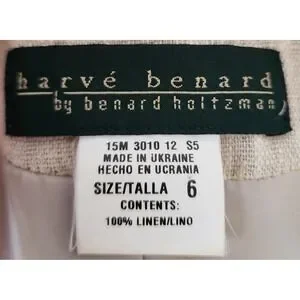 harvé benard
by benard holtzman
15M 3010 12 S5
MADE IN UKRAINE
HECHO EN UCRANIA
SIZE/TALLA 6
CONTENTS:
100% LINEN/LINO